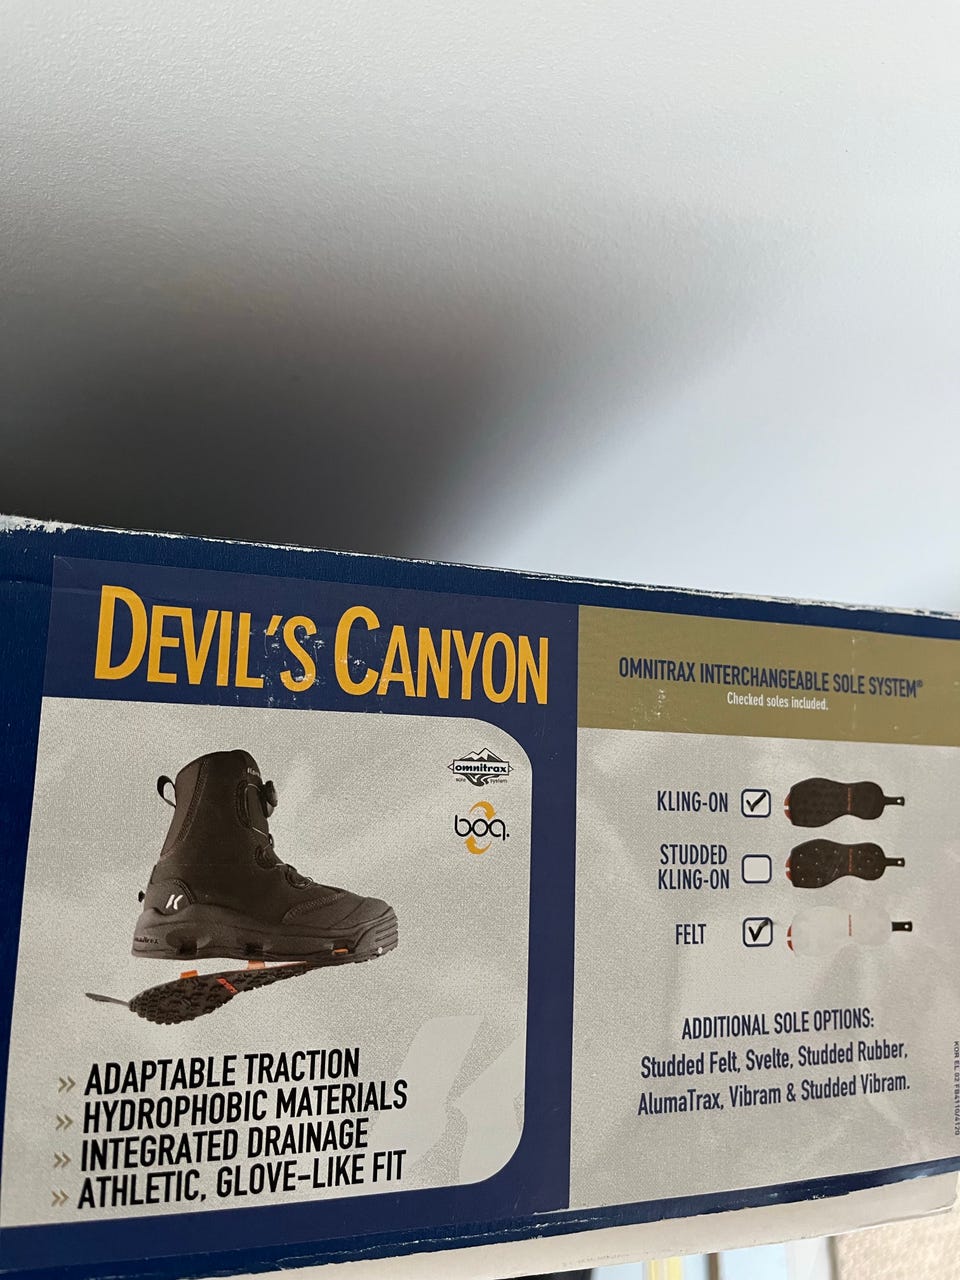 DEVIL'S CANYON
omnitrax
system
boa.
» ADAPTABLE TRACTION
» HYDROPHOBIC MATERIALS
» INTEGRATED DRAINAGE
» ATHLETIC, GLOVE-LIKE FIT
OMNITRAX INTERCHANGEABLE SOLE SYSTEM®
Checked soles included.
KLING-ON
STUDDED
KLING-ON
FELT
ADDITIONAL SOLE OPTIONS:
Studded Felt, Svelte, Studded Rubber,
AlumaTrax, Vibram & Studded Vibram.